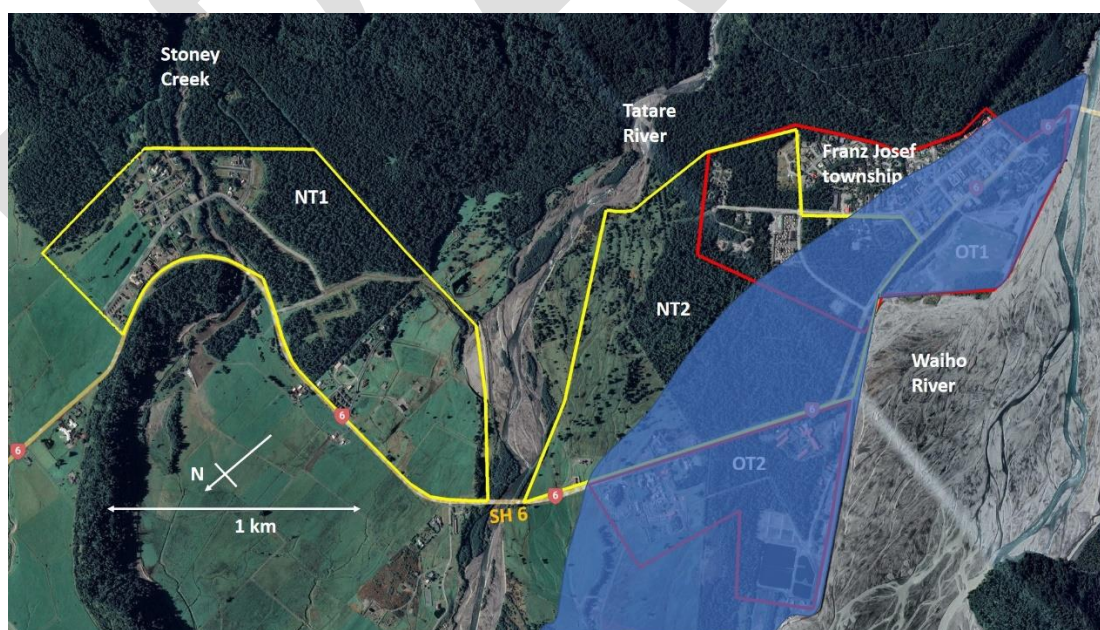 Stoney
Creek
Tatare
River
6
Franz Josef
township
6
NT1
OT1
NT2
Waiho
River
6
6
6
N
OT2
6
SH 6
1 km